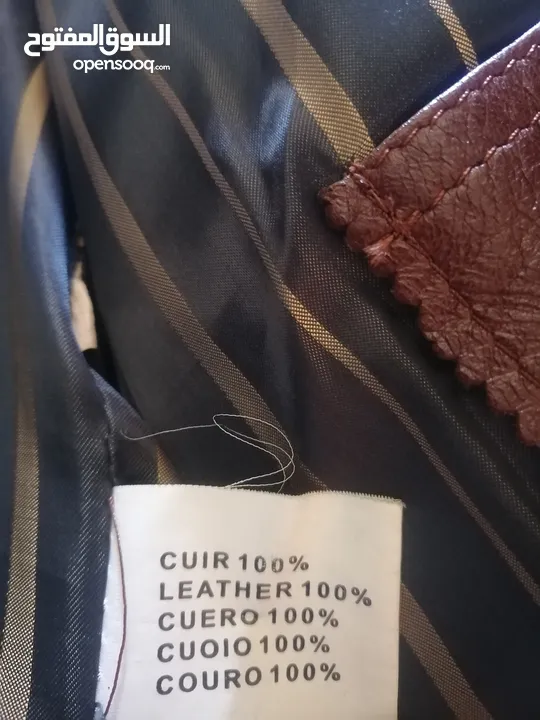 السوق المفتوح
opensooq.com
CUIR 100%
LEATHER 100%
CUERO 100%
CUOIO 100%
COURO 100%